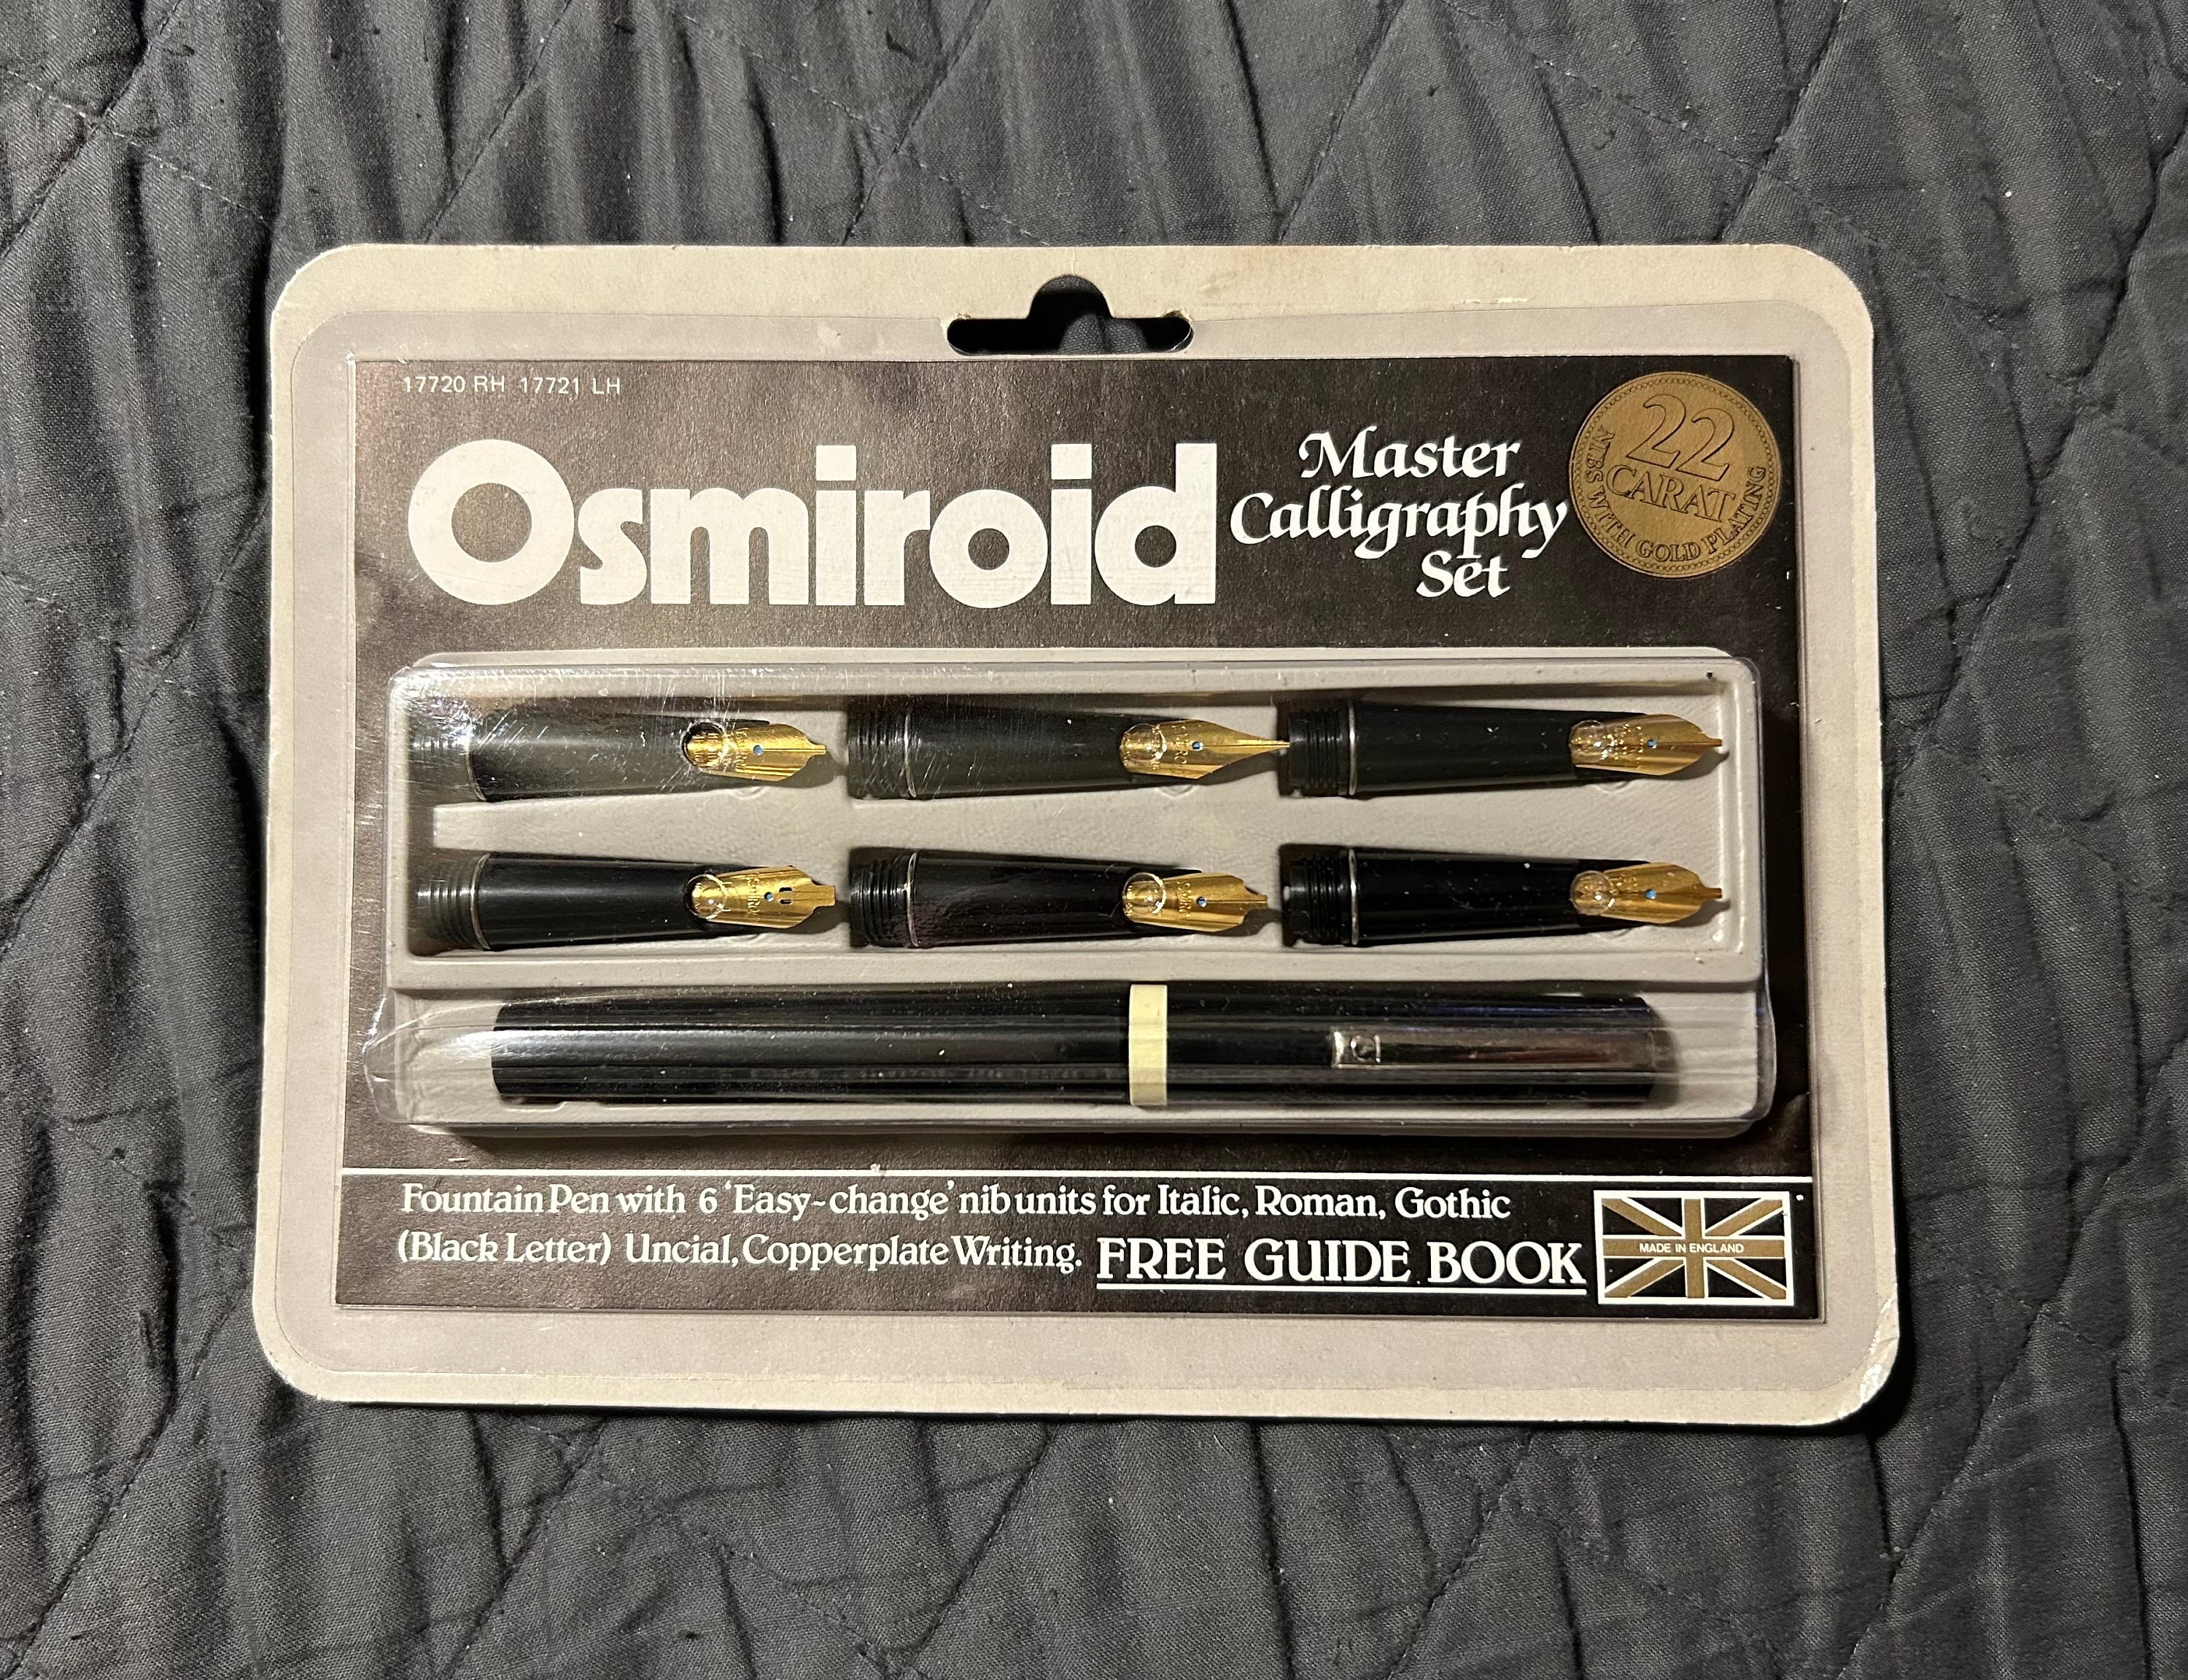 17720 RH 17721 LH
Osmiroid
Master
Calligraphy
Set
22
CARAT
NIBS WITH GOLD PLATING
Fountain Pen with 6 'Easy-change' nib units for Italic, Roman, Gothic
(Black Letter) Uncial, Copperplate Writing. FREE GUIDE BOOK
MADE IN ENGLAND